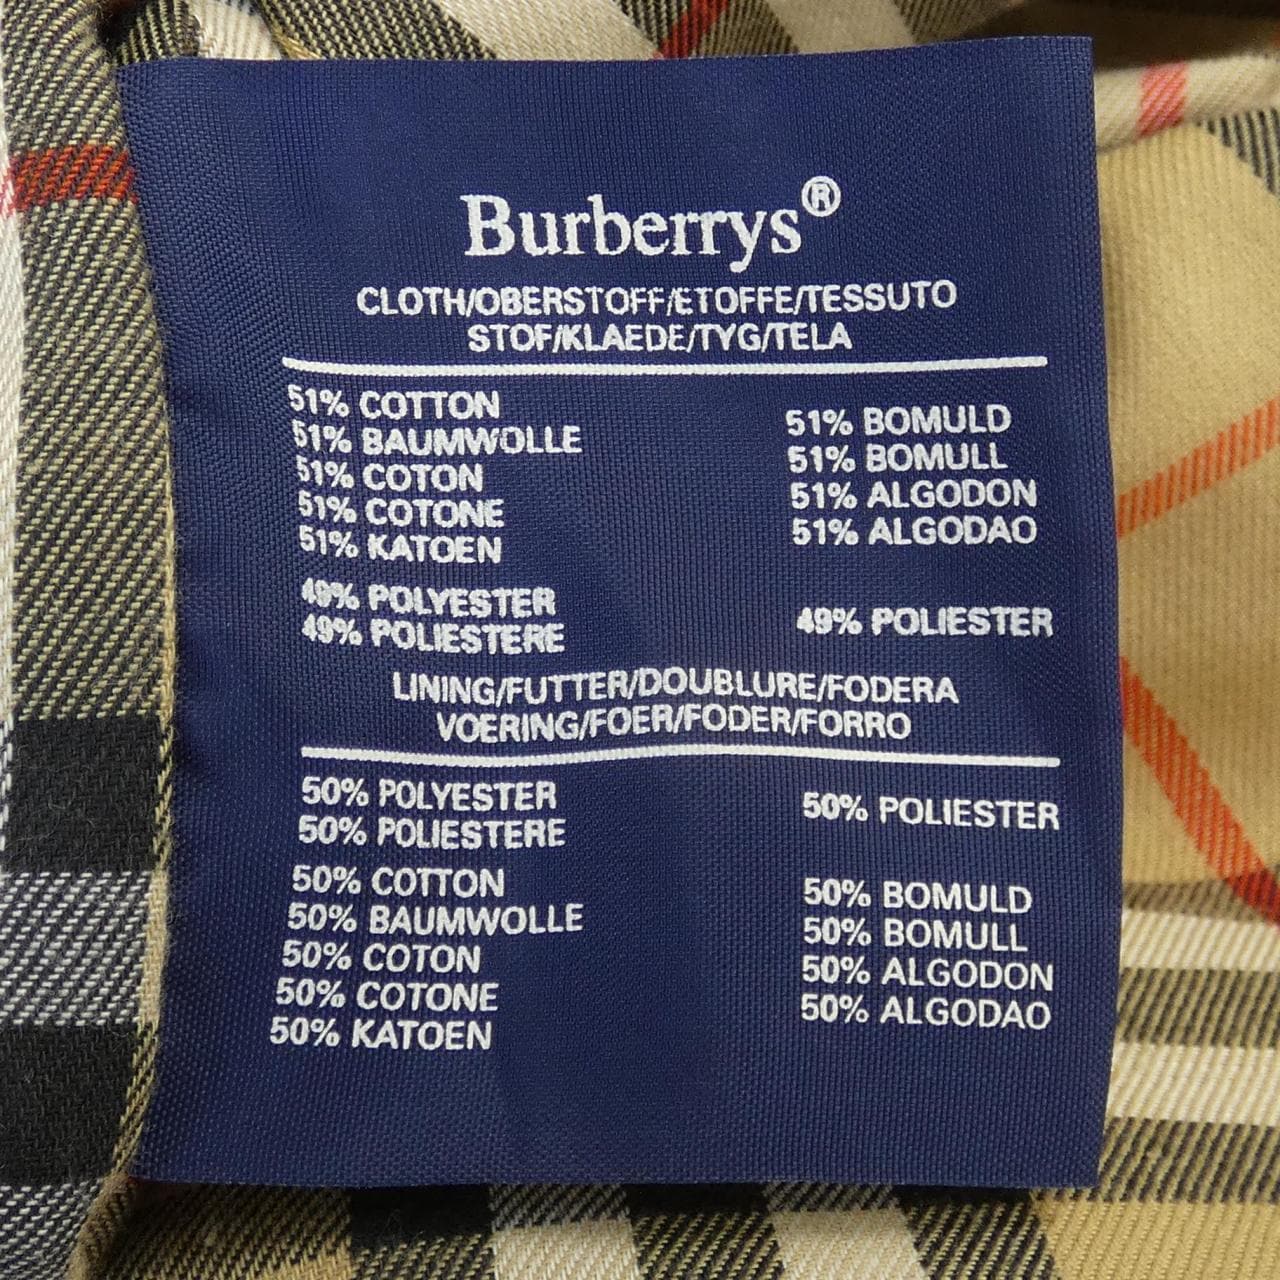 Burberrys®
CLOTH/OBERSTOFF/ETOFFE/TESSUTO
STOF/KLAEDE/TYG/TELA
51% COTTON
51% BAUMWOLLE
51% COTON
51% COTONE
51% KATOEN
51% BOMULD
51% BOMULL
51% ALGODON
51% ALGODAO
49% POLYESTER
49% POLIESTERE
49% POLIESTER
LINING/FUTTER/DOUBLURE/FODERA
VOERING/FOER/FODER/FORRO
50% POLYESTER
50% POLIESTERE
50% POLIESTER
50% COTTON
50% BAUMWOLLE
50% COTON
50% COTONE
50% KATOEN
50% BOMULD
50% BOMULL
50% ALGODON
50% ALGODAO